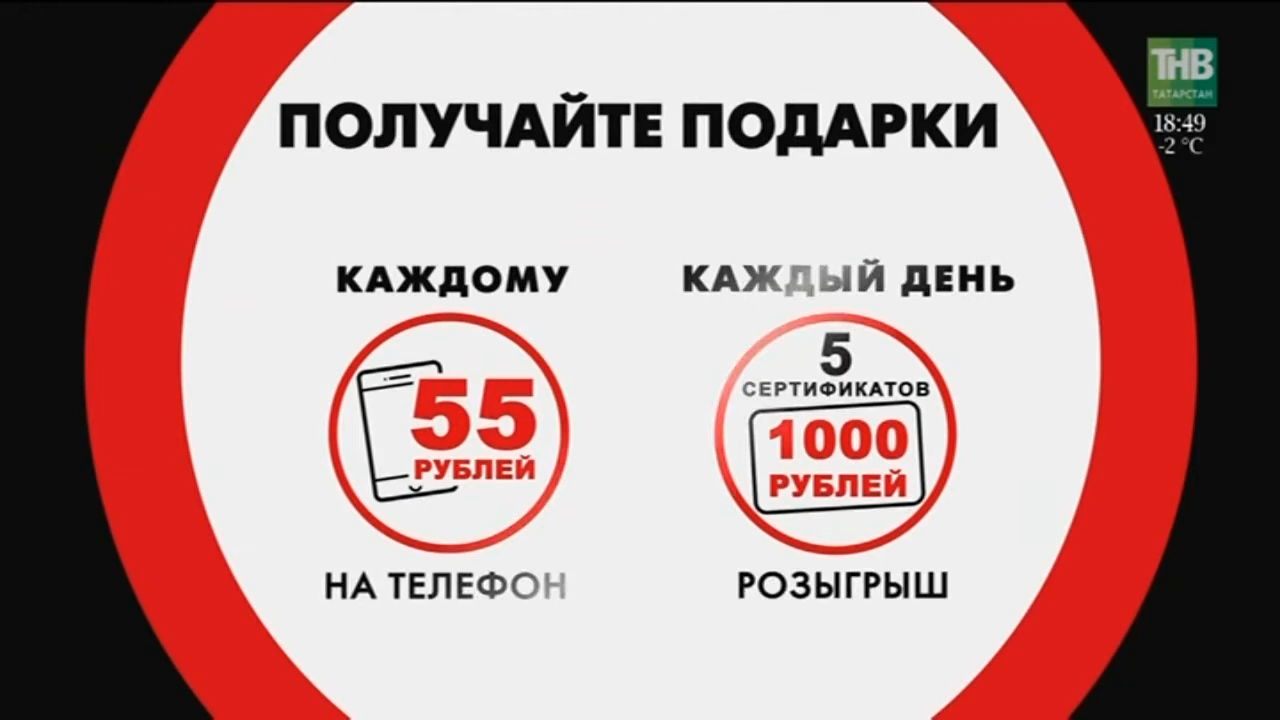 ПОЛУЧАЙТЕ ПОДАРКИ
ТНВ
ТАТАРСТАН
18:49
-2 °C
КАЖДОМУ
55
РУБЛЕЙ
НА ТЕЛЕФОН
КАЖДЫЙ ДЕНЬ
5
СЕРТИФИКАТОВ
1000
РУБЛЕЙ
РОЗЫГРЫШ